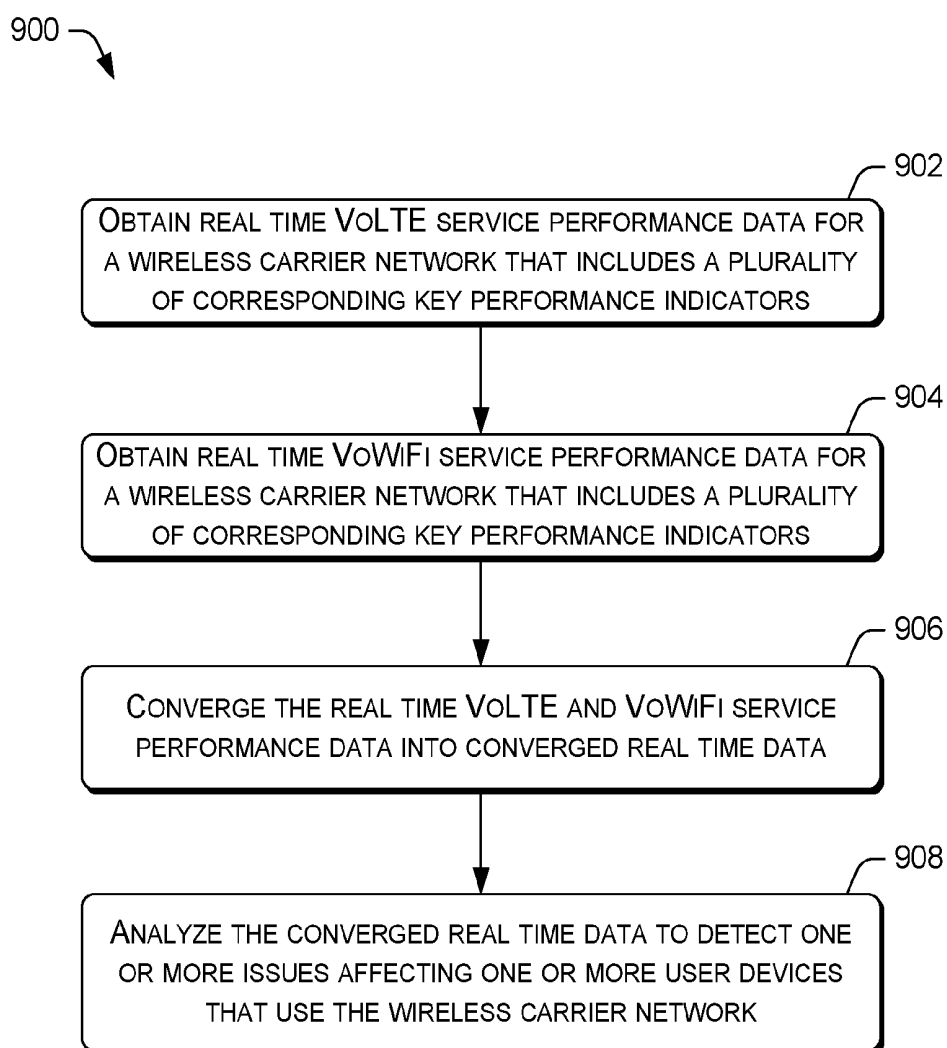 900
902
OBTAIN REAL TIME VOLTE SERVICE PERFORMANCE DATA FOR
A WIRELESS CARRIER NETWORK THAT INCLUDES A PLURALITY
OF CORRESPONDING KEY PERFORMANCE INDICATORS
904
OBTAIN REAL TIME VOWIFI SERVICE PERFORMANCE DATA FOR
A WIRELESS CARRIER NETWORK THAT INCLUDES A PLURALITY
OF CORRESPONDING KEY PERFORMANCE INDICATORS
906
CONVERGE THE REAL TIME VOLTE AND VOWIFI SERVICE
PERFORMANCE DATA INTO CONVERGED REAL TIME DATA
908
ANALYZE THE CONVERGED REAL TIME DATA TO DETECT ONE
OR MORE ISSUES AFFECTING ONE OR MORE USER DEVICES
THAT USE THE WIRELESS CARRIER NETWORK